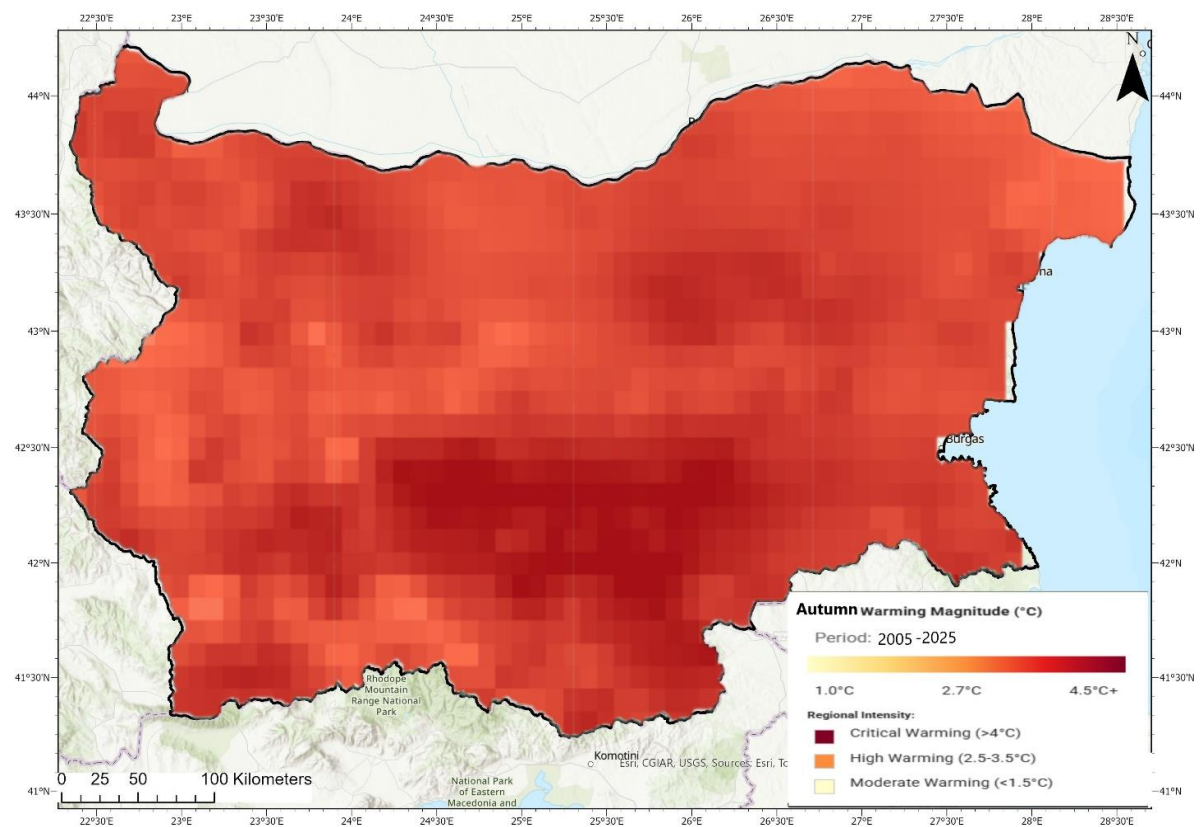 22°30'E 23°E 23°30'E 24°E 24°30'E 25°E 25°30'E 26°E 26°30'E 27°E 27°30'E 28°E 28°30'E
N
44°N 44°N
43°30'N 43°30'N
na
43°N 43°N
42°30'N 42°30'N
Burgas
42°N 42°N
Autumn Warming Magnitude (°C)
Period: 2005-2025
1.0°C 2.7°C 4.5°C+
41°30'N 41°30'N
Rhodope
Mountain
Range National
Park
Regional Intensity:
Critical Warming (>4°C)
High Warming (2.5-3.5°C)
Moderate Warming (<1.5°C)
Komotini
Esri, CGIAR, USGS, Sources: Esri, To
0 25 50 100 Kilometers
National Park
of Eastern
Macedonia and
41°N 41°N
22°30'E 23°E 23°30'E 24°E 24°30'E 25°E 25°30'E 26°E 26°30'E 27°E 27°30'E 28°E 28°30'E